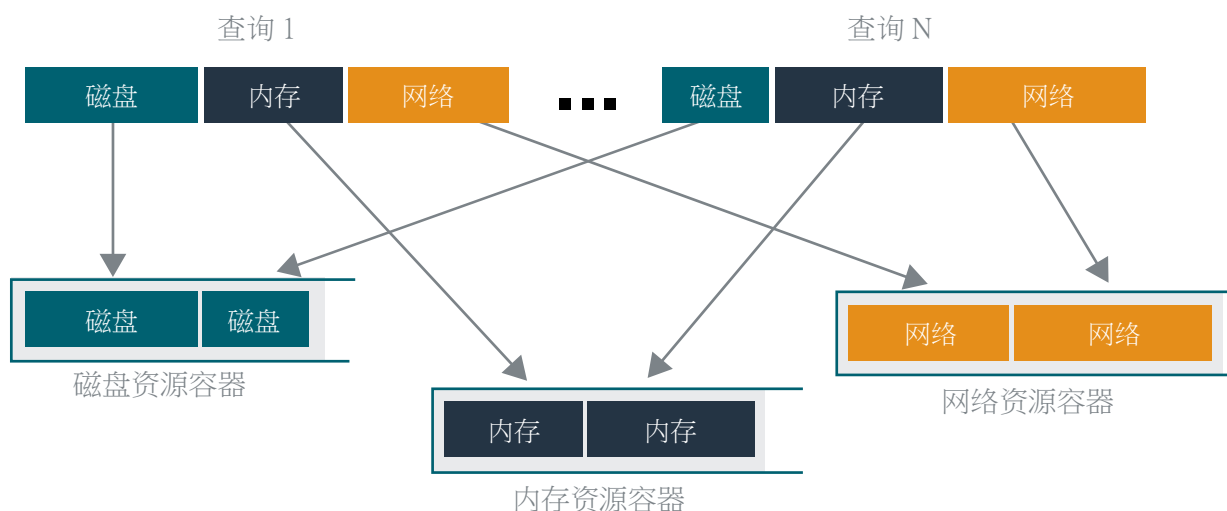 查询 1
查询 N
磁盘 内存 网络 磁盘 内存 网络
磁盘 磁盘
磁盘资源容器
网络 网络
网络资源容器
内存 内存
内存资源容器